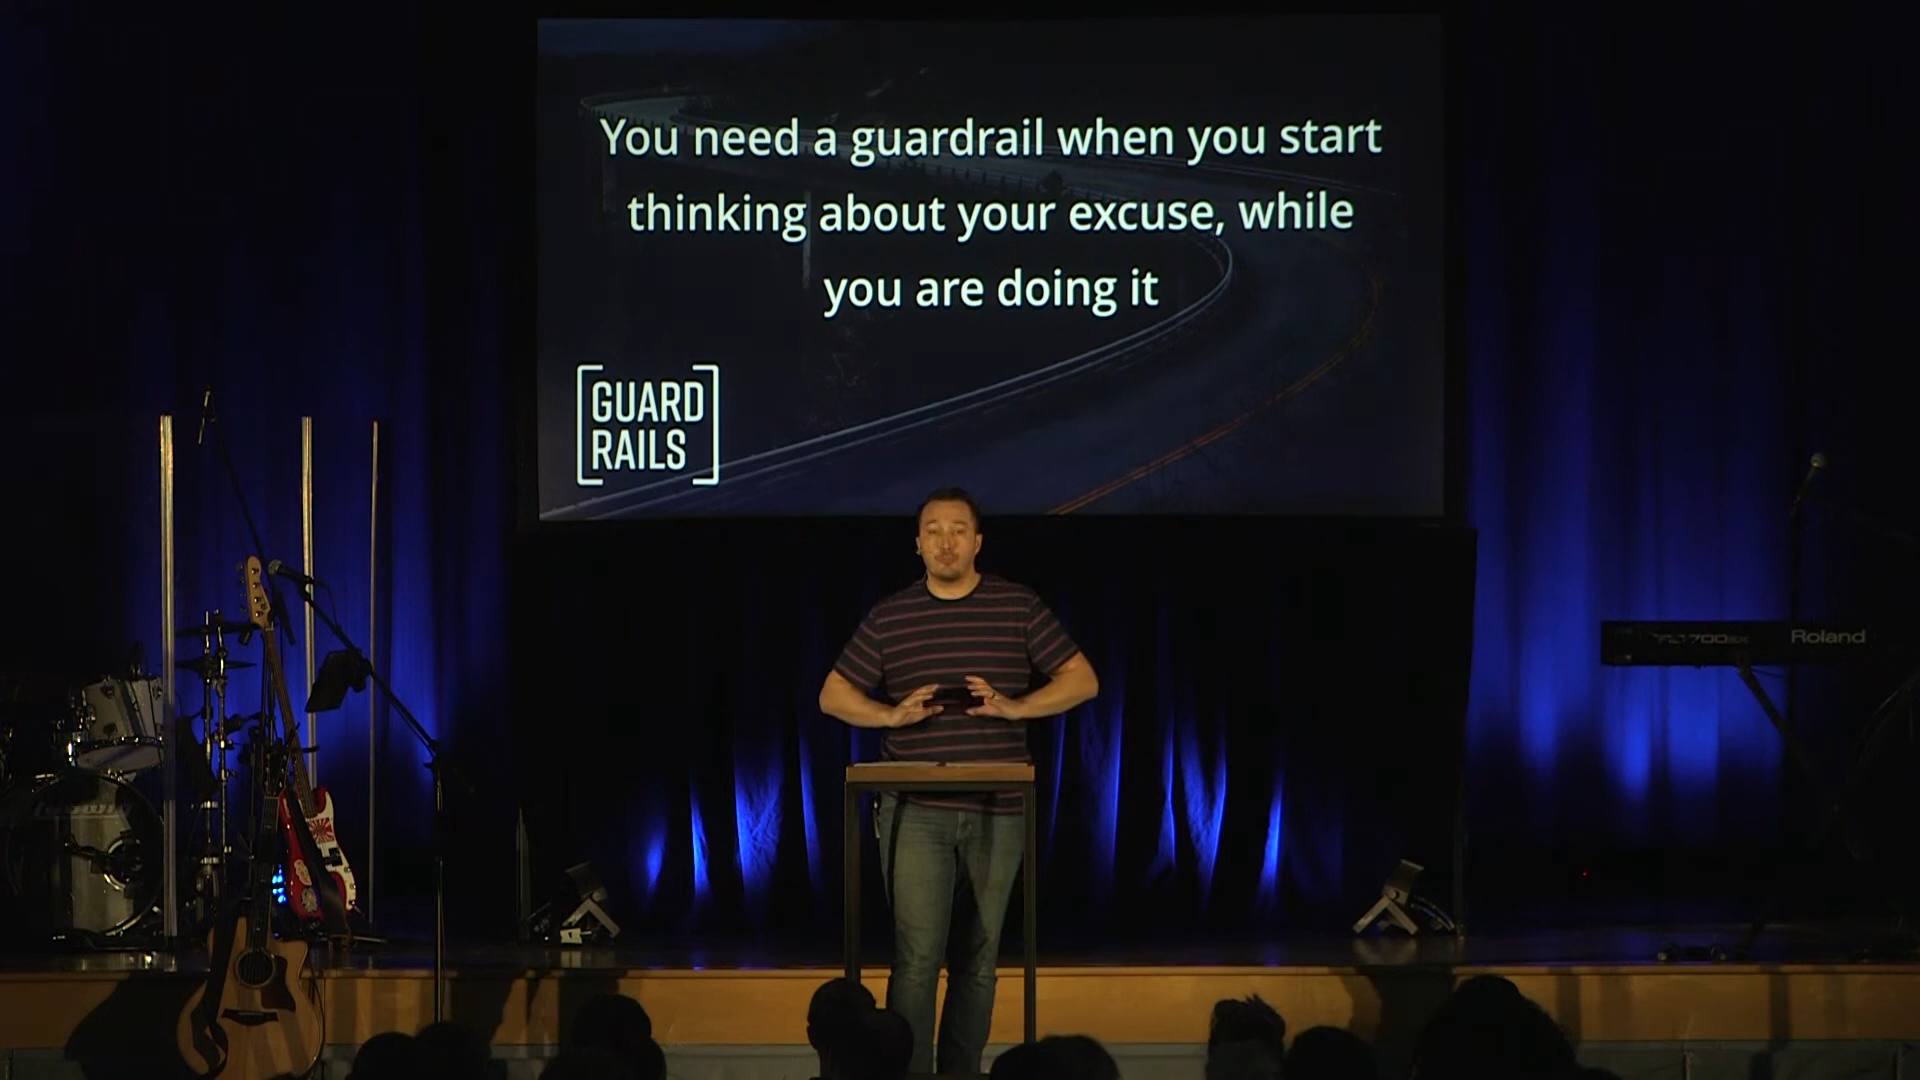 You need a guardrail when you start
thinking about your excuse, while
you are doing it
GUARD
RAILS
Roland